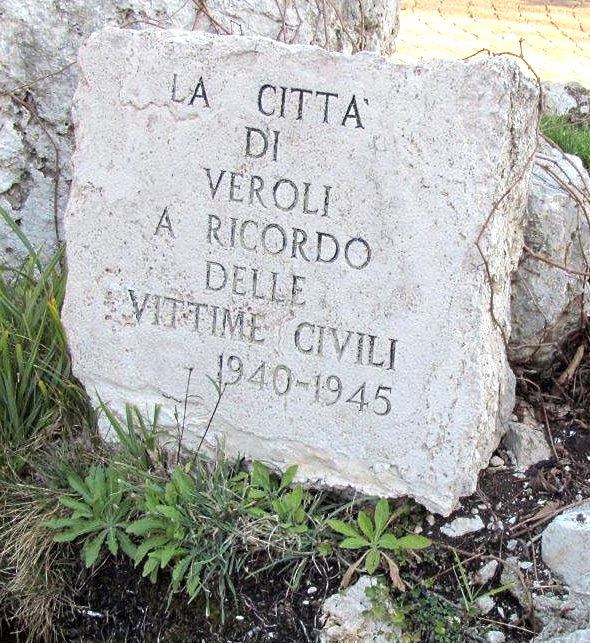 LA CITTA'
DI
VEROLI
A RICORDO
DELLE
VITTIME CIVILI
1940-1945